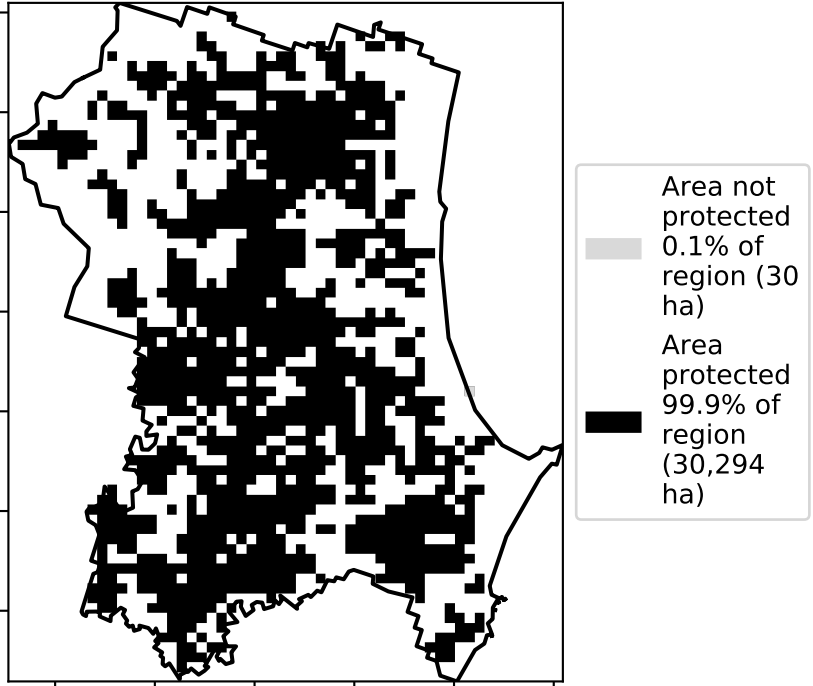 Area not
protected
0.1% of
region (30
ha)
Area
protected
99.9% of
region
(30,294
ha)